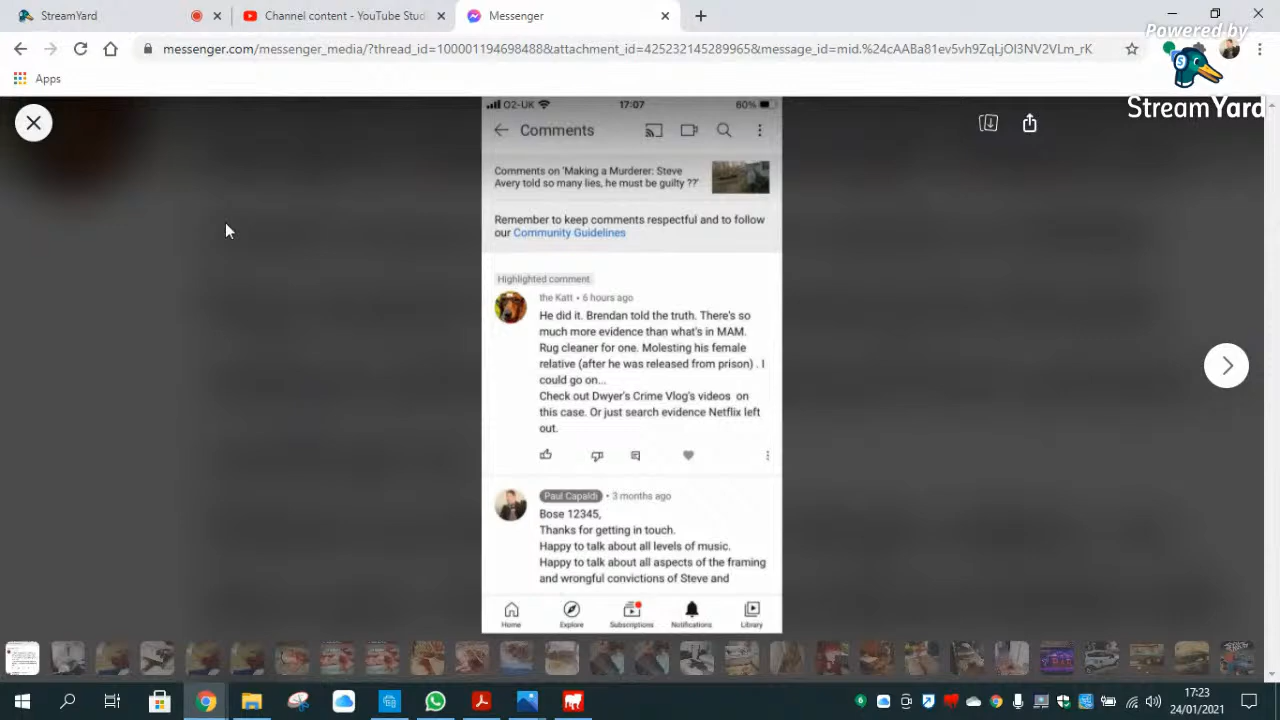 StreamYard
Channel content - YouTube Studi
Messenger
messenger.com/messenger_media/?thread_id=100001194698488&attachment_id=425232145289965&message_id=mid.%24cAABa81ev5vh9ZqLjOl3NV2VLm_rK
Apps
Powered by
StreamYard
O2-UK
17:07
60%
Comments
Comments on 'Making a Murderer: Steve
Avery told so many lies, he must be guilty ??'
Remember to keep comments respectful and to follow
our Community Guidelines
Highlighted comment
the Katt • 6 hours ago
He did it. Brendan told the truth. There's so
much more evidence than what's in MAM.
Rug cleaner for one. Molesting his female
relative (after he was released from prison) . I
could go on...
Check out Dwyer's Crime Vlog's videos on
this case. Or just search evidence Netflix left
out.
Paul Capaldi • 3 months ago
Bose 12345,
Thanks for getting in touch.
Happy to talk about all levels of music.
Happy to talk about all aspects of the framing
and wrongful convictions of Steve and
Home
Explore
Subscriptions
Notifications
Library
17:23
24/01/2021